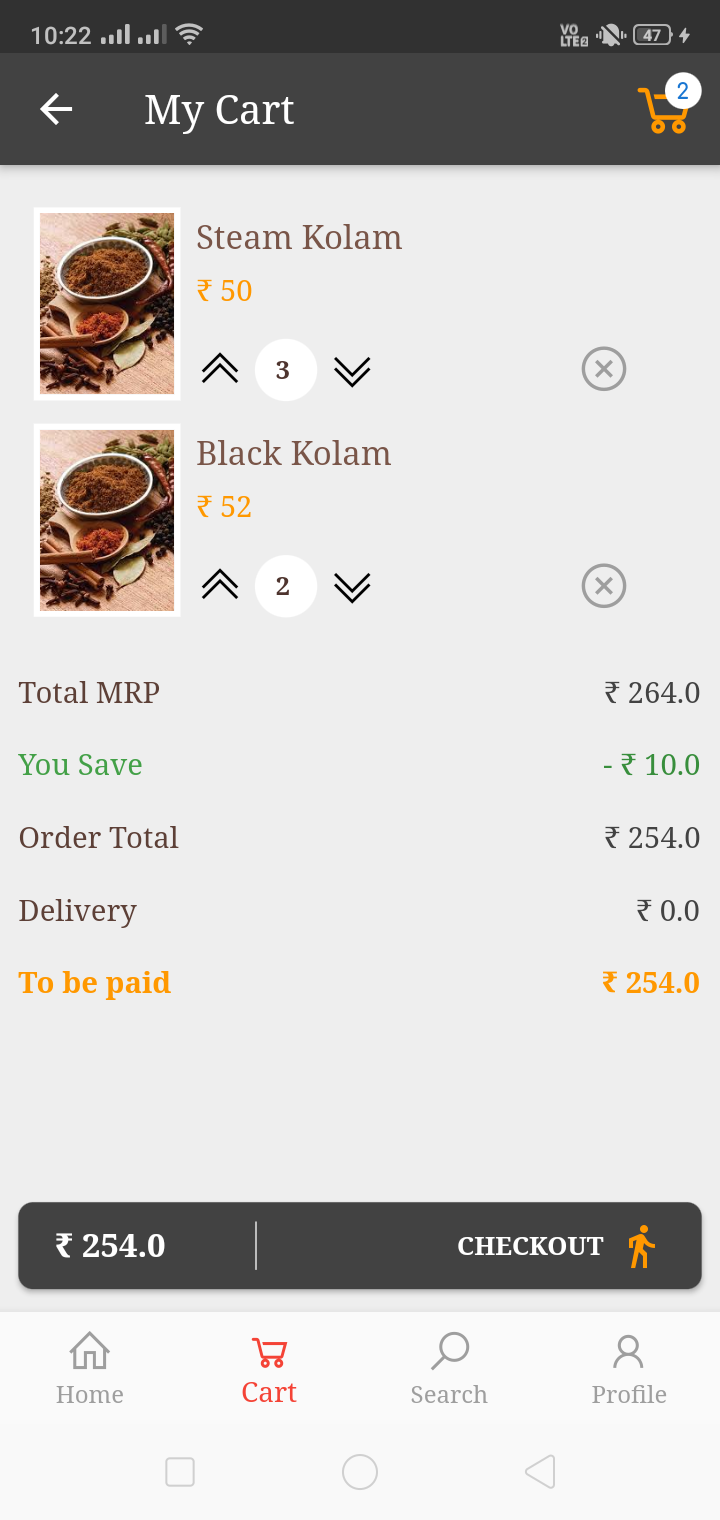 10:22 VO LTE2 47
My Cart 2
Steam Kolam
₹ 50
3
Black Kolam
₹ 52
2
Total MRP ₹ 264.0
You Save - ₹ 10.0
Order Total ₹ 254.0
Delivery ₹ 0.0
To be paid ₹ 254.0
₹ 254.0 CHECKOUT
Home Cart Search Profile